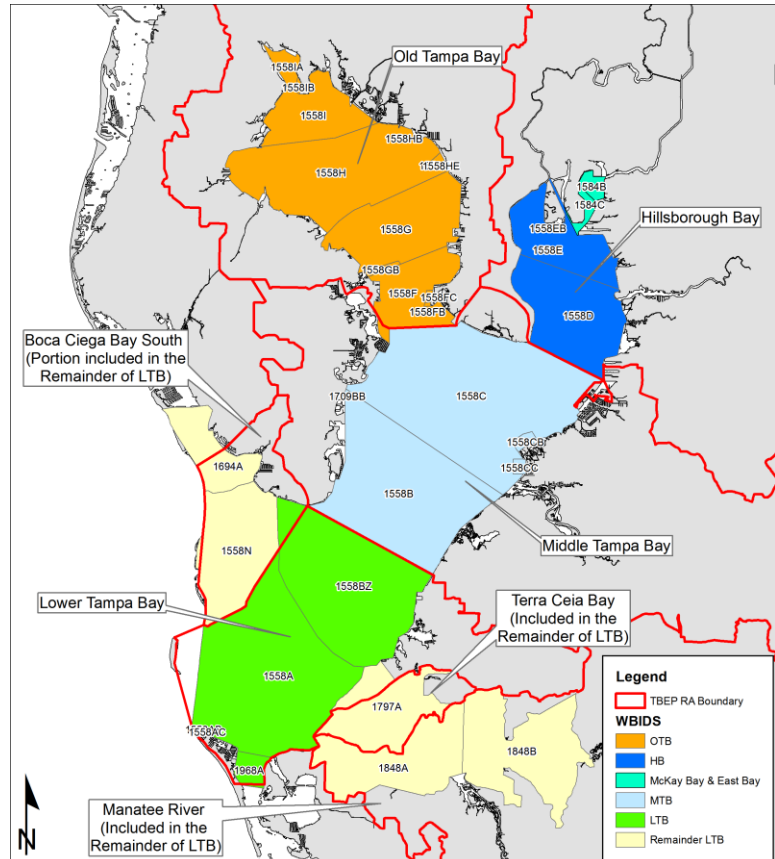 Old Tampa Bay
1558IA
1558IB
1558I
1558HB
1558HE
1558H
1584B
1584C
1558EB
1558E
Hillsborough Bay
1558G
1558GB
1558F
1558FC
1558FB
1558D
Boca Ciega Bay South
(Portion included in the
Remainder of LTB)
1709BB
1558C
1558CB
1558CC
1694A
1558B
Middle Tampa Bay
1558N
1558BZ
Lower Tampa Bay
Terra Ceia Bay
(Included in the
Remainder of LTB)
1558A
1797A
1558AC
1968A
1848A
1848B
Manatee River
(Included in the
Remainder of LTB)
N
Legend
TBEP RA Boundary
WBIDS
OTB
HB
McKay Bay & East Bay
MTB
LTB
Remainder LTB